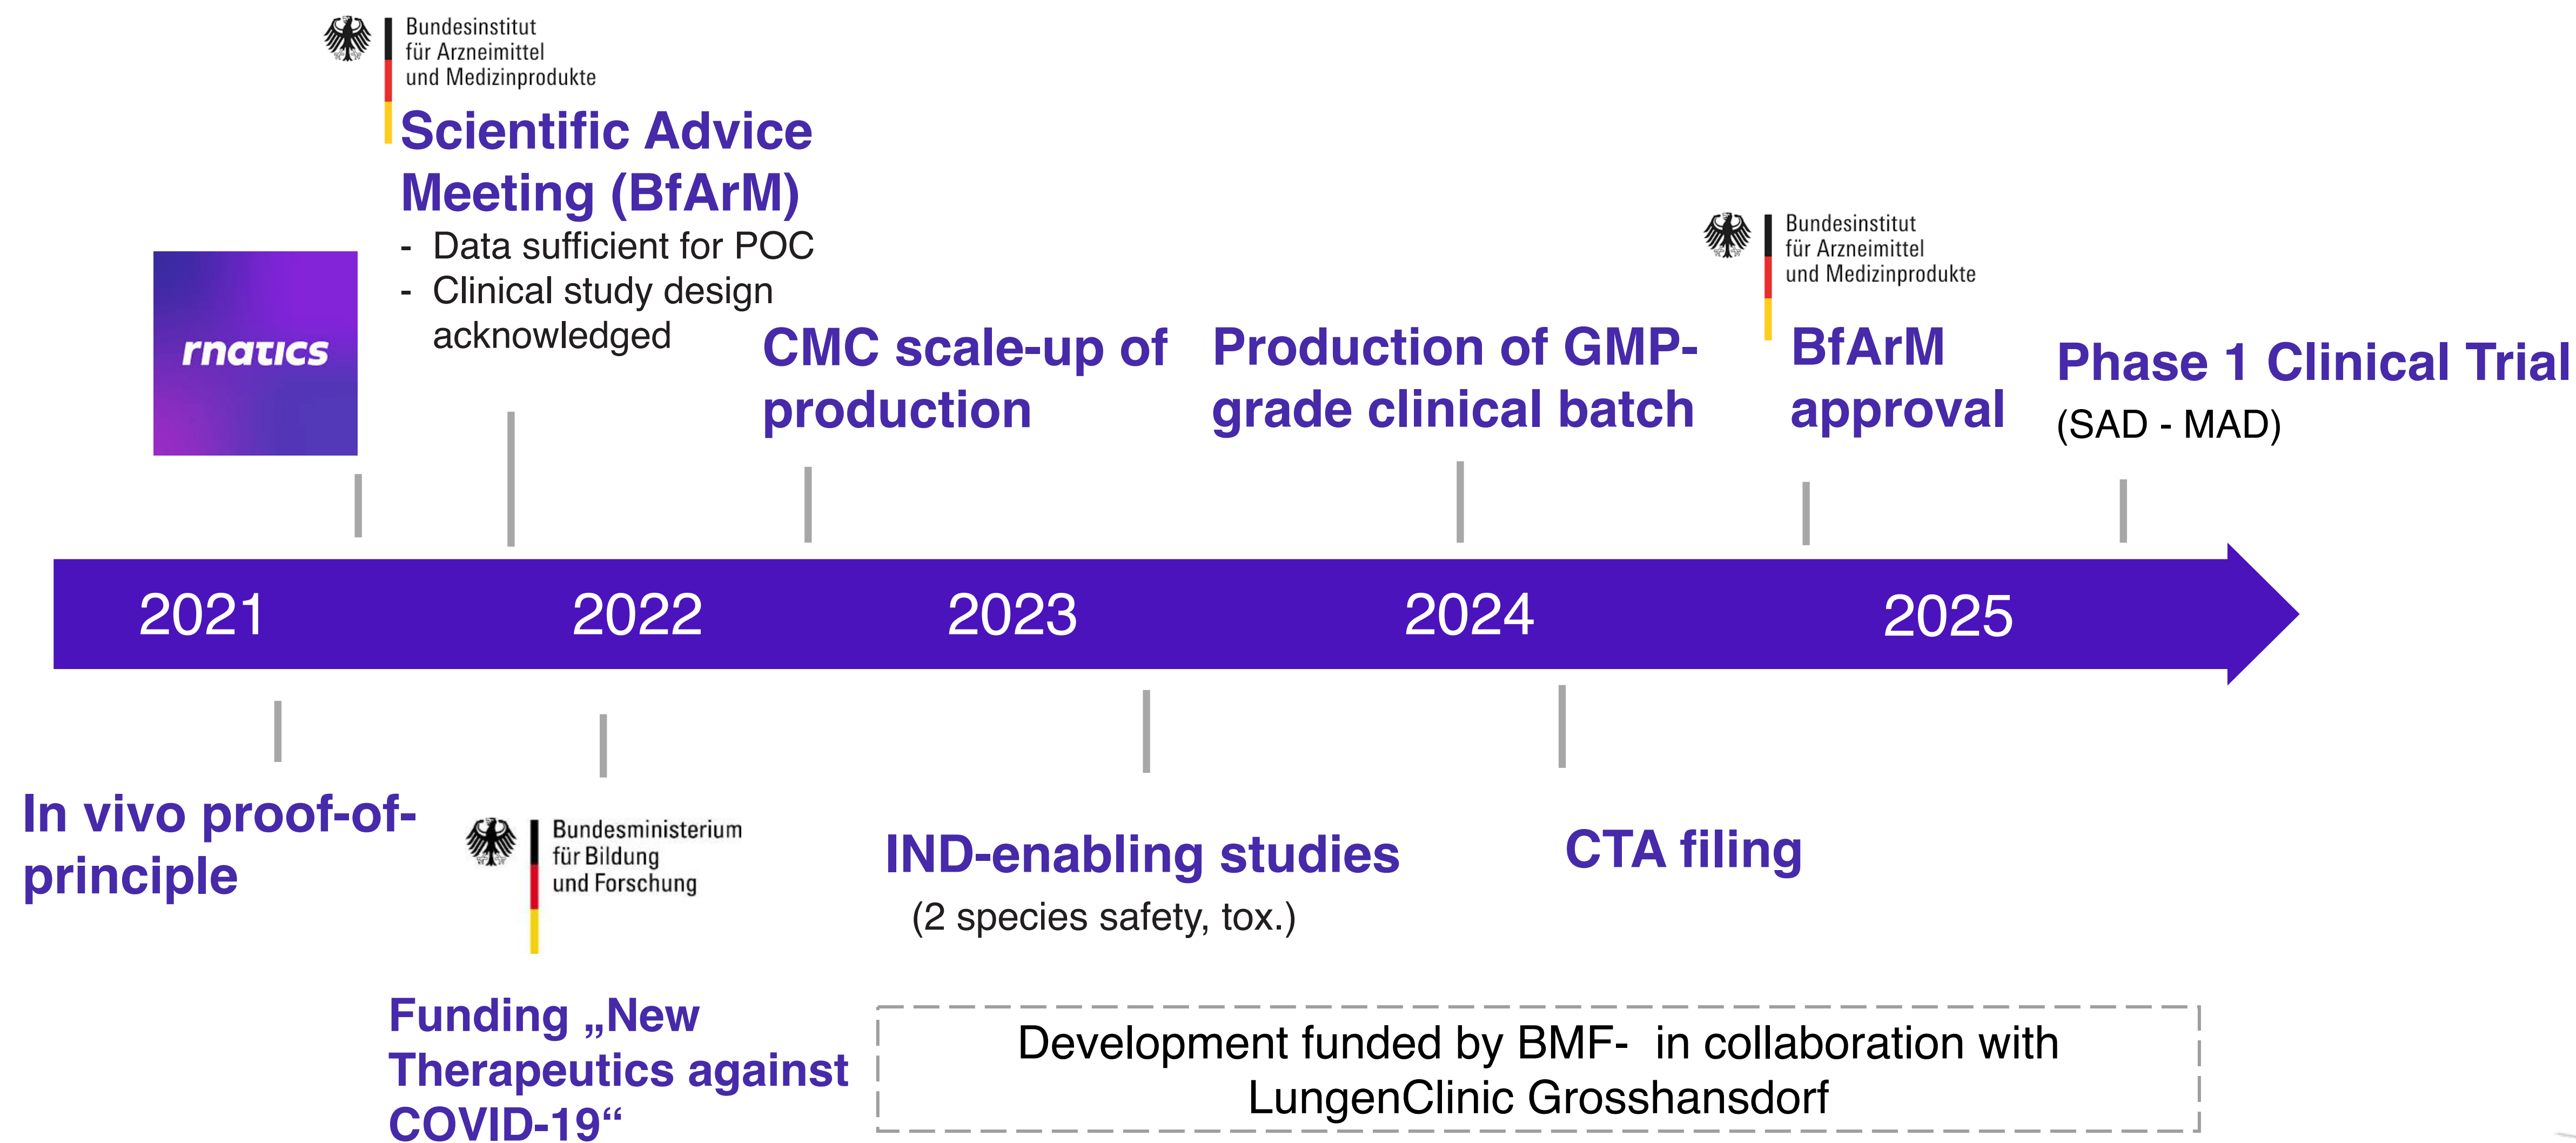 Bundesinstitut
für Arzneimittel
und Medizinprodukte
Scientific Advice
Meeting (BfArM)
- Data sufficient for POC
- Clinical study design
acknowledged
rnatics
CMC scale-up of
production
Production of GMP-
grade clinical batch
Bundesinstitut
für Arzneimittel
und Medizinprodukte
BfArM
approval
Phase 1 Clinical Trial
(SAD - MAD)
2021
2022
2023
2024
2025
In vivo proof-of-
principle
Bundesministerium
für Bildung
und Forschung
Funding „New
Therapeutics against
COVID-19“
IND-enabling studies
(2 species safety, tox.)
CTA filing
Development funded by BMF- in collaboration with
LungenClinic Grosshansdorf